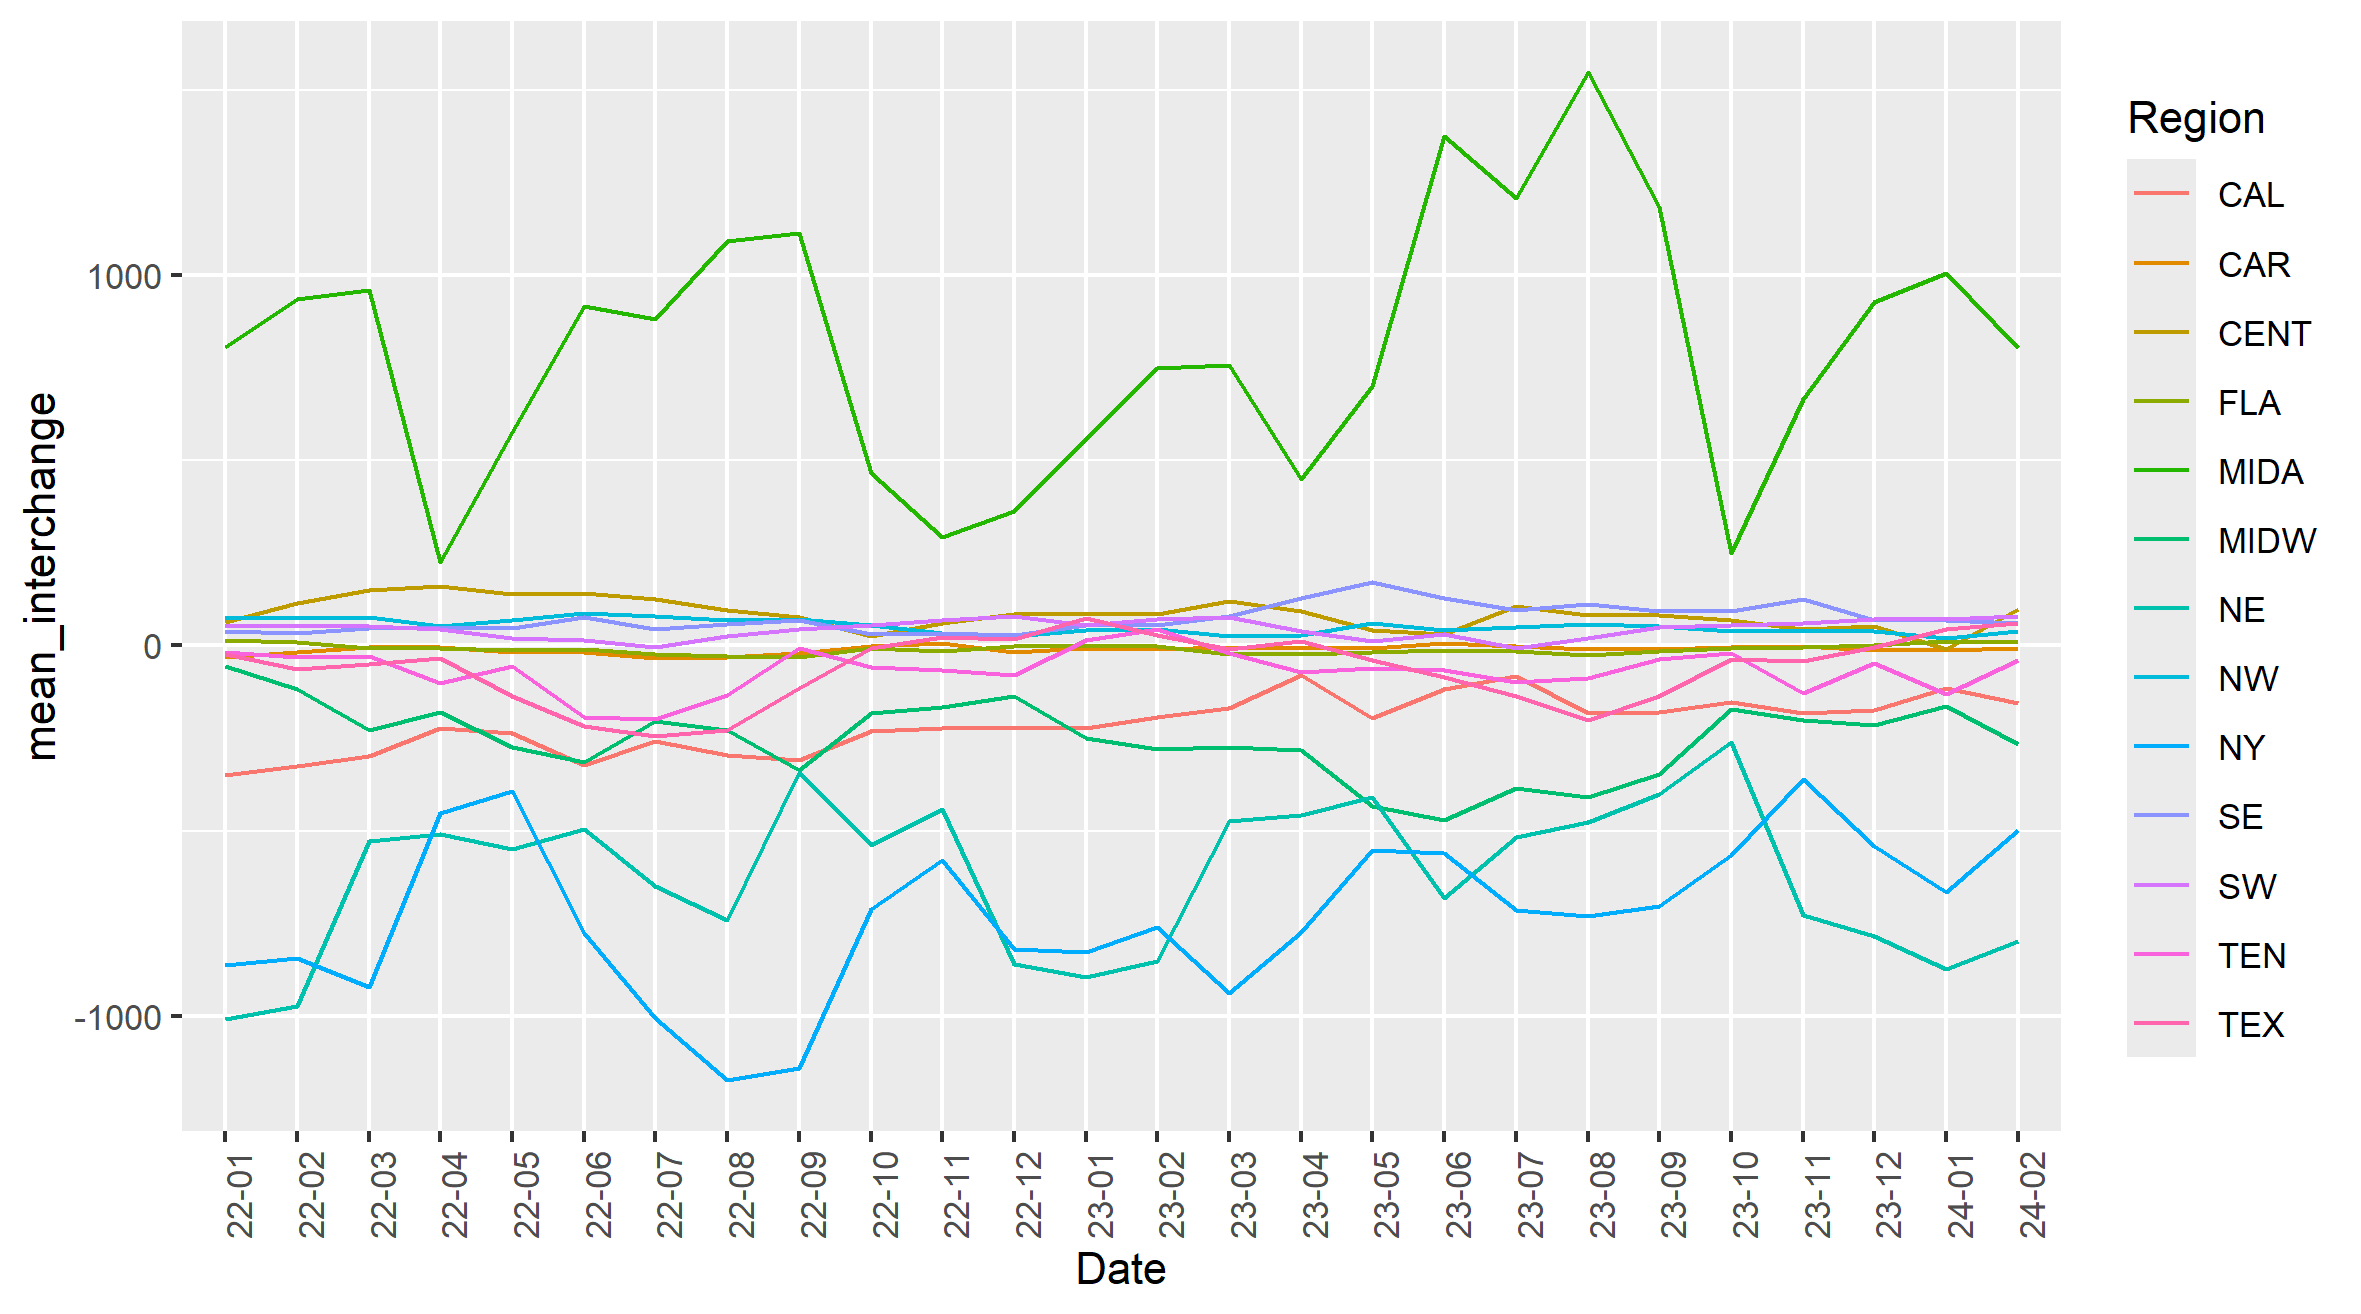 mean_interchange
1000
0
-1000
22-01
22-02
22-03
22-04
22-05
22-06
22-07
22-08
22-09
22-10
22-11
22-12
23-01
23-02
23-03
23-04
23-05
23-06
23-07
23-08
23-09
23-10
23-11
23-12
24-01
24-02
Date
Region
CAL
CAR
CENT
FLA
MIDA
MIDW
NE
NW
NY
SE
SW
TEN
TEX